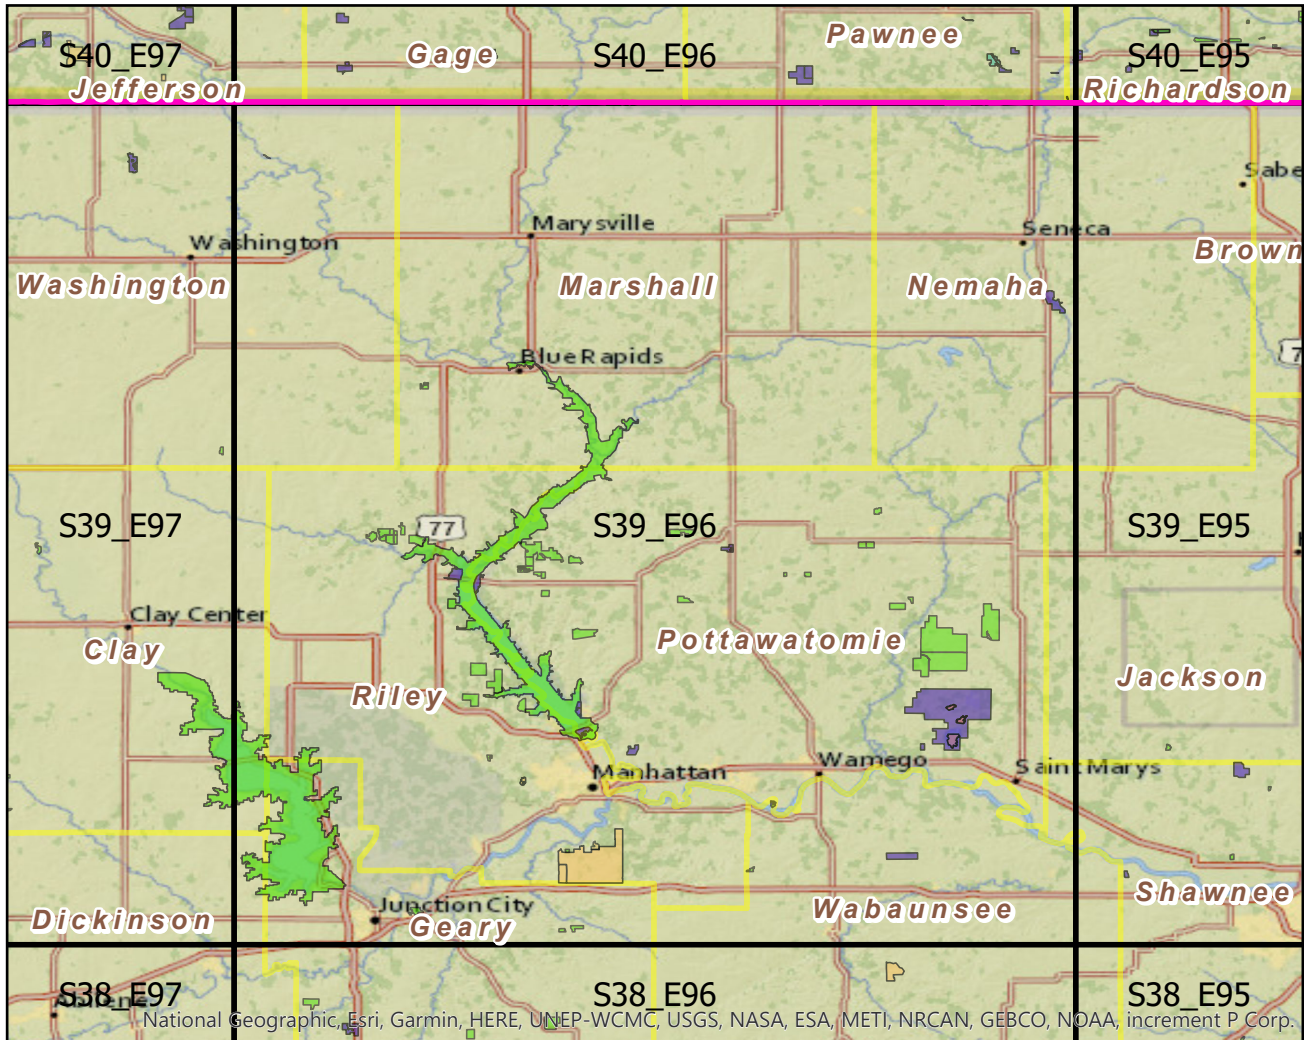 Pawnee
S40_E97
Gage
S40_E96
S40_E95
Jefferson
Richardson
Sabe
Marysville
Seneca
Washington
Brown
Washington
Marshall
Nemaha
7
Blue Rapids
77
S39_E97
S39_E96
S39_E95
Clay Center
Clay
Pottawatomie
Jackson
Riley
Manhattan
Wamego
Saint Marys
Shawnee
Junction City
Wabaunsee
Dickinson
Geary
S38_E97
S38_E96
S38_E95
National Geographic, Esri, Garmin, HERE, UNEP-WCMC, USGS, NASA, ESA, METI, NRCAN, GEBCO, NOAA, increment P Corp.